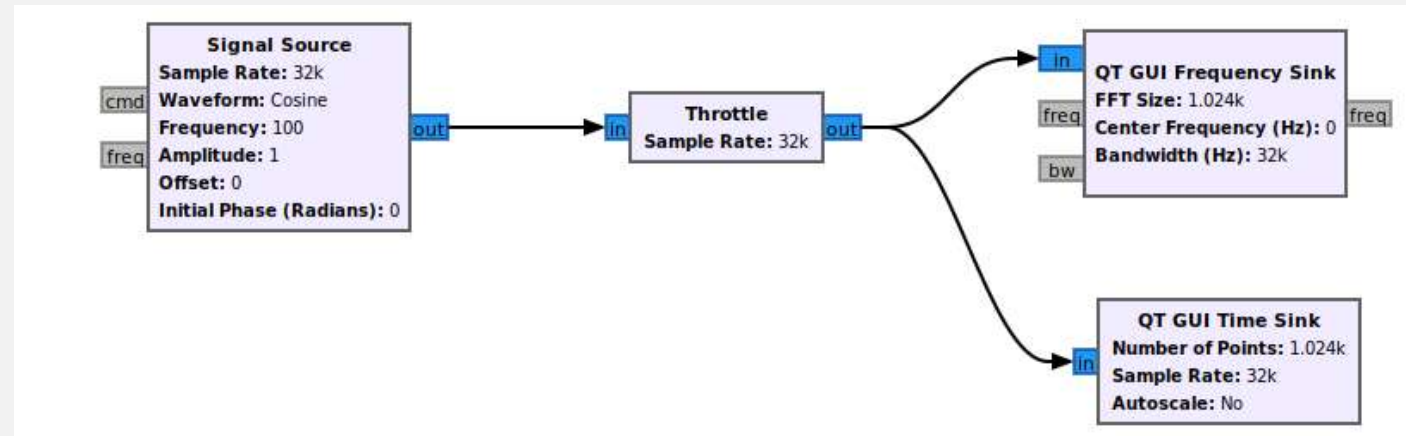 Signal Source
Sample Rate: 32k
Waveform: Cosine
Frequency: 100
Amplitude: 1
Offset: 0
Initial Phase (Radians): 0
cmd
freq
out
in
Throttle
Sample Rate: 32k
out
in
freq
bw
QT GUI Frequency Sink
FFT Size: 1.024k
Center Frequency (Hz): 0
Bandwidth (Hz): 32k
freq
in
QT GUI Time Sink
Number of Points: 1.024k
Sample Rate: 32k
Autoscale: No